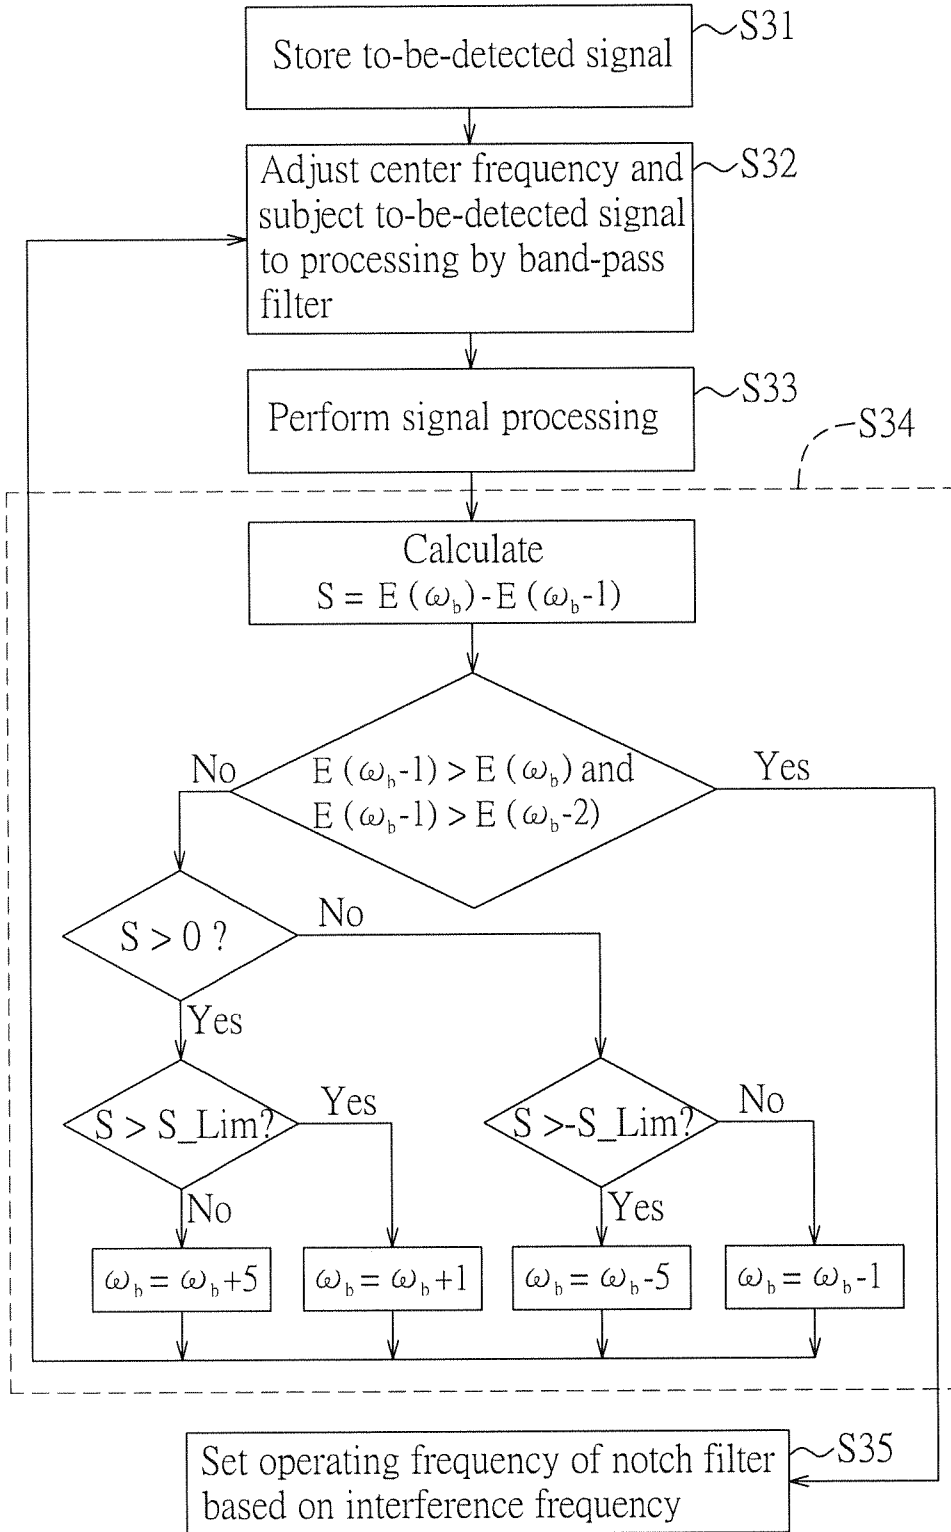 Store to-be-detected signal
S31
Adjust center frequency and
subject to-be-detected signal
to processing by band-pass
filter
S32
Perform signal processing
S33
S34
Calculate
S = E (ω_b) - E (ω_b-1)
E (ω_b-1) > E (ω_b) and
E (ω_b-1) > E (ω_b-2)
No
Yes
S > 0 ?
No
Yes
S > S_Lim?
Yes
No
S >-S_Lim?
No
Yes
ω_b = ω_b+5
ω_b = ω_b+1
ω_b = ω_b-5
ω_b = ω_b-1
Set operating frequency of notch filter
based on interference frequency
S35